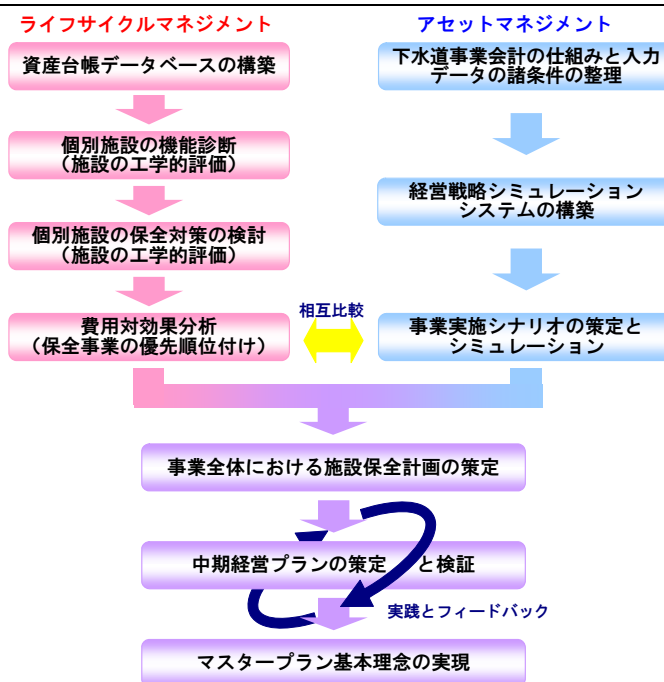 ライフサイクルマネジメント
資産台帳データベースの構築
個別施設の機能診断
（施設の工学的評価）
個別施設の保全対策の検討
（施設の工学的評価）
費用対効果分析
（保全事業の優先順位付け）
アセットマネジメント
下水道事業会計の仕組みと入力
データの諸条件の整理
経営戦略シミュレーション
システムの構築
事業実施シナリオの策定と
シミュレーション
相互比較
事業全体における施設保全計画の策定
中期経営プランの策定　と検証
実践とフィードバック
マスタープラン基本理念の実現